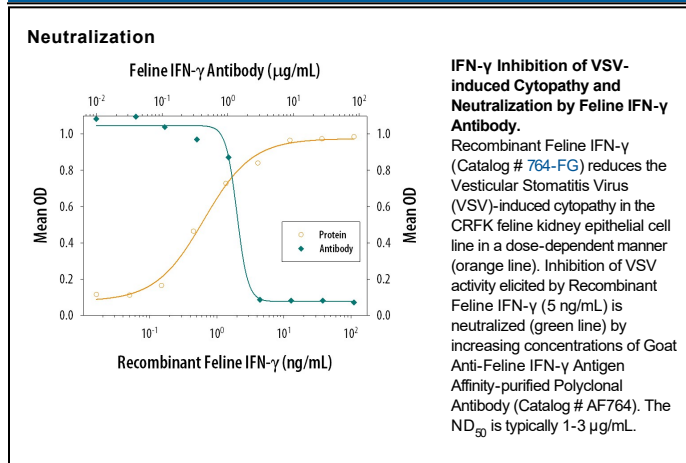 Neutralization
Feline IFN-γ Antibody (μg/mL)
10⁻² 10⁻¹ 10⁰ 10¹ 10²
Mean OD
1.0
0.8
0.6
0.4
0.2
0.0
Protein
Antibody
1.0
0.8
0.6
0.4
0.2
0.0
Mean OD
10⁻¹ 10⁰ 10¹ 10²
Recombinant Feline IFN-γ (ng/mL)
IFN-γ Inhibition of VSV-
induced Cytopathy and
Neutralization by Feline IFN-γ
Antibody.
Recombinant Feline IFN-γ
(Catalog # 764-FG) reduces the
Vesicular Stomatitis Virus
(VSV)-induced cytopathy in the
CRFK feline kidney epithelial cell
line in a dose-dependent manner
(orange line). Inhibition of VSV
activity elicited by Recombinant
Feline IFN-γ (5 ng/mL) is
neutralized (green line) by
increasing concentrations of Goat
Anti-Feline IFN-γ Antigen
Affinity-purified Polyclonal
Antibody (Catalog # AF764). The
ND₅₀ is typically 1-3 µg/mL.